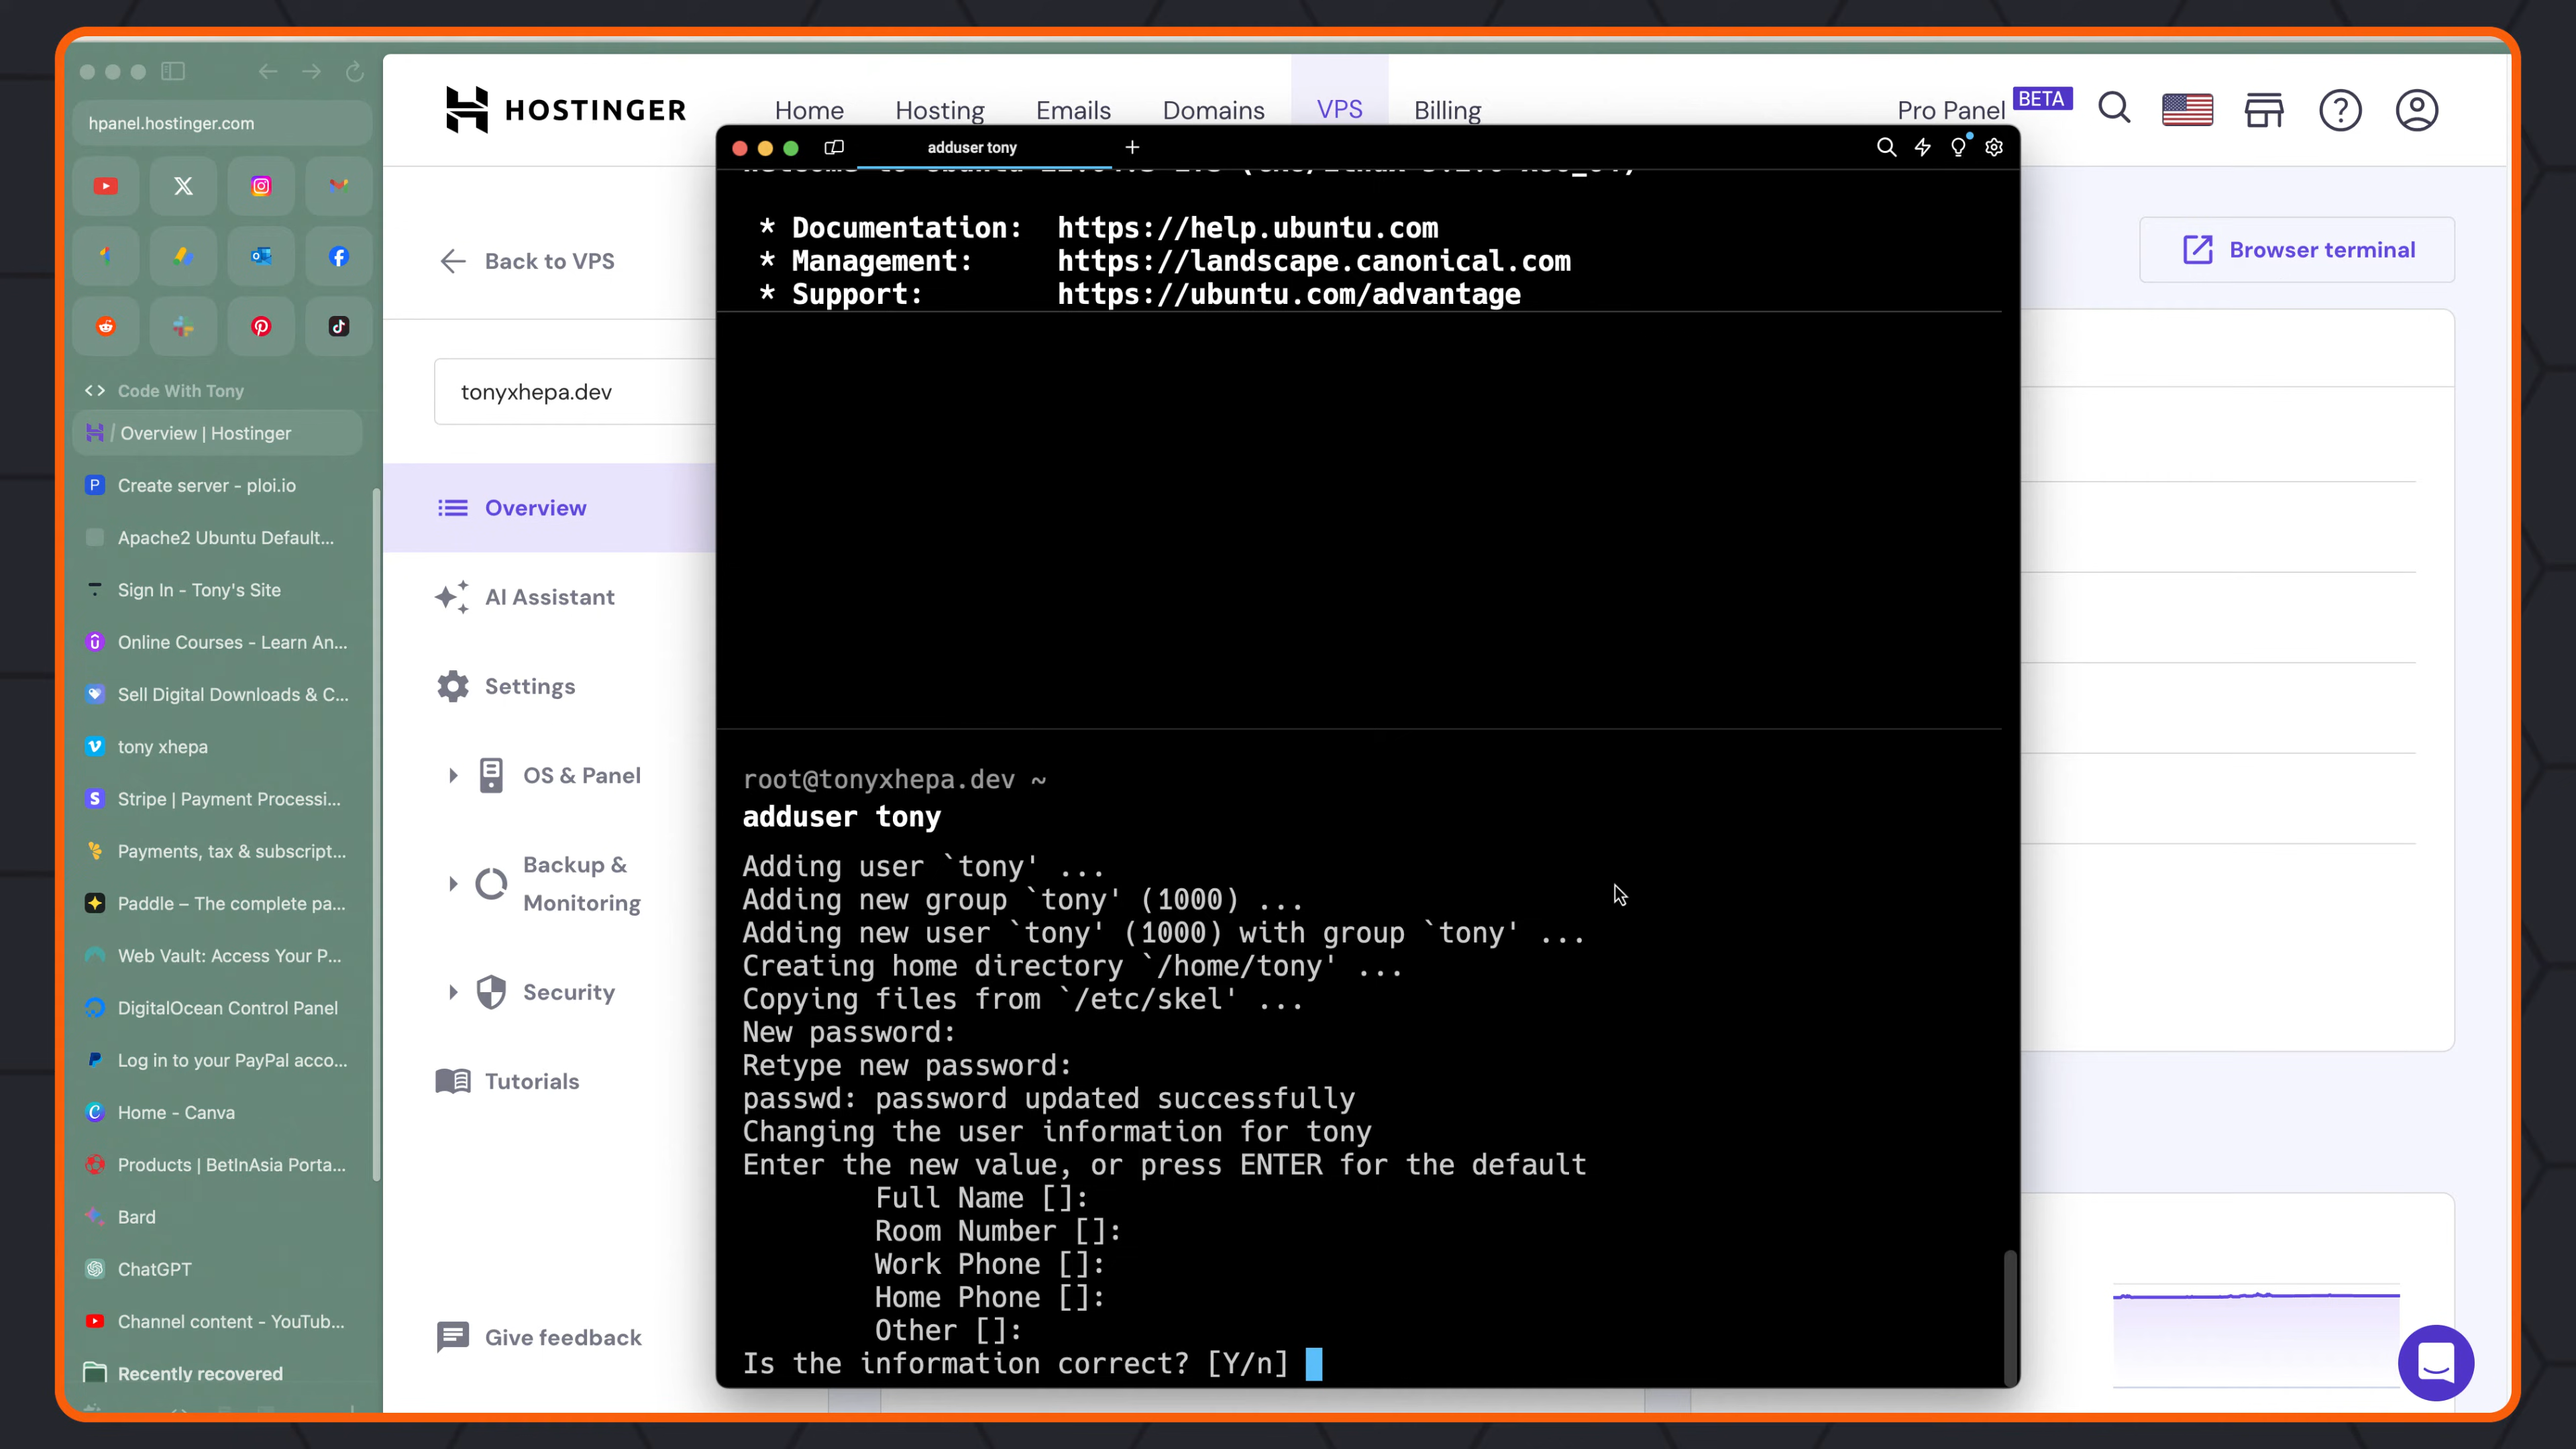 hpanel.hostinger.com
Code With Tony
/ Overview | Hostinger
Create server - ploi.io
Apache2 Ubuntu Default...
Sign In - Tony's Site
Online Courses - Learn An...
Sell Digital Downloads & C...
tony xhepa
Stripe | Payment Processi...
Payments, tax & subscript...
Paddle – The complete pa...
Web Vault: Access Your P...
DigitalOcean Control Panel
Log in to your PayPal acco...
Home - Canva
Products | BetInAsia Porta...
Bard
ChatGPT
Channel content - YouTub...
Recently recovered
HOSTINGER
Home Hosting Emails Domains VPS Billing
Pro Panel BETA
Back to VPS
Browser terminal
tonyxhepa.dev
Overview
AI Assistant
Settings
OS & Panel
Backup &
Monitoring
Security
Tutorials
Give feedback
adduser tony
* Documentation: https://help.ubuntu.com
* Management: https://landscape.canonical.com
* Support: https://ubuntu.com/advantage
root@tonyxhepa.dev ~
adduser tony
Adding user `tony' ...
Adding new group `tony' (1000) ...
Adding new user `tony' (1000) with group `tony' ...
Creating home directory `/home/tony' ...
Copying files from `/etc/skel' ...
New password:
Retype new password:
passwd: password updated successfully
Changing the user information for tony
Enter the new value, or press ENTER for the default
Full Name []:
Room Number []:
Work Phone []:
Home Phone []:
Other []:
Is the information correct? [Y/n]